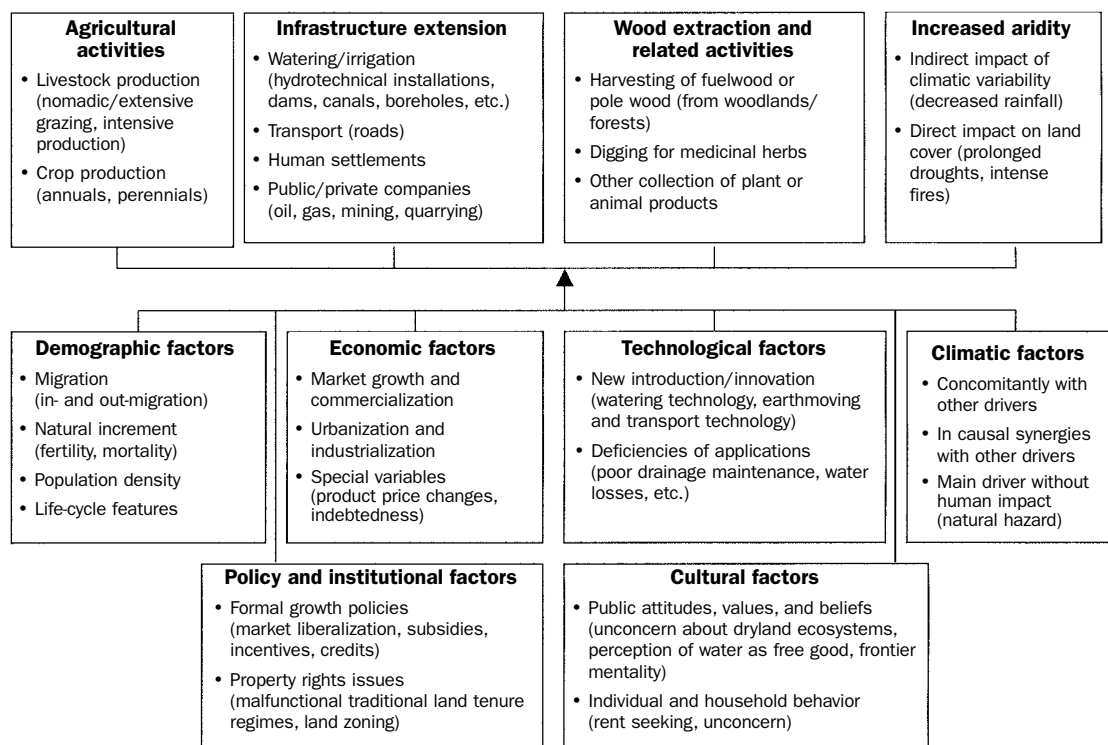 Agricultural
activities
• Livestock production
(nomadic/extensive
grazing, intensive
production)
• Crop production
(annuals, perennials)
Infrastructure extension
• Watering/irrigation
(hydrotechnical installations,
dams, canals, boreholes, etc.)
• Transport (roads)
• Human settlements
• Public/private companies
(oil, gas, mining, quarrying)
Wood extraction and
related activities
• Harvesting of fuelwood or
pole wood (from woodlands/
forests)
• Digging for medicinal herbs
• Other collection of plant or
animal products
Increased aridity
• Indirect impact of
climatic variability
(decreased rainfall)
• Direct impact on land
cover (prolonged
droughts, intense
fires)
Demographic factors
• Migration
(in- and out-migration)
• Natural increment
(fertility, mortality)
• Population density
• Life-cycle features
Economic factors
• Market growth and
commercialization
• Urbanization and
industrialization
• Special variables
(product price changes,
indebtedness)
Technological factors
• New introduction/innovation
(watering technology, earthmoving
and transport technology)
• Deficiencies of applications
(poor drainage maintenance, water
losses, etc.)
Climatic factors
• Concomitantly with
other drivers
• In causal synergies
with other drivers
• Main driver without
human impact
(natural hazard)
Policy and institutional factors
• Formal growth policies
(market liberalization, subsidies,
incentives, credits)
• Property rights issues
(malfunctional traditional land tenure
regimes, land zoning)
Cultural factors
• Public attitudes, values, and beliefs
(unconcern about dryland ecosystems,
perception of water as free good, frontier
mentality)
• Individual and household behavior
(rent seeking, unconcern)